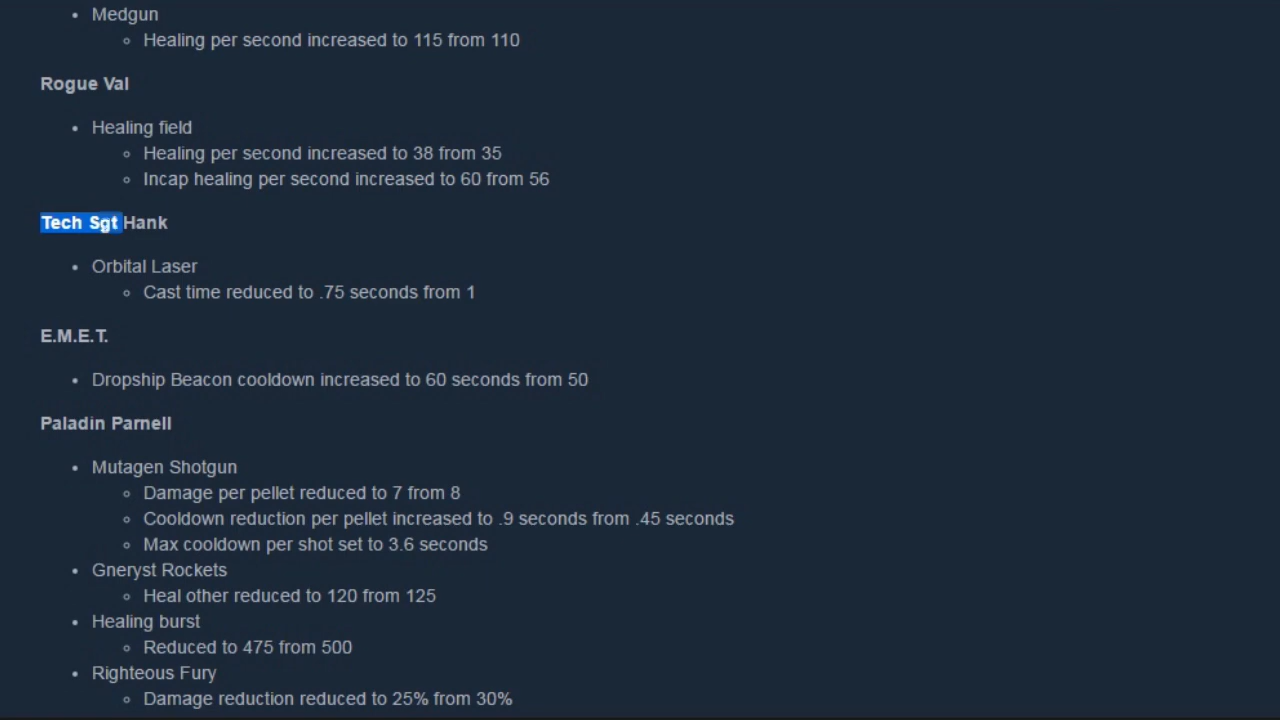 Medgun
Healing per second increased to 115 from 110
Rogue Val
Healing field
Healing per second increased to 38 from 35
Incap healing per second increased to 60 from 56
Tech Sgt Hank
Orbital Laser
Cast time reduced to .75 seconds from 1
E.M.E.T.
Dropship Beacon cooldown increased to 60 seconds from 50
Paladin Parnell
Mutagen Shotgun
Damage per pellet reduced to 7 from 8
Cooldown reduction per pellet increased to .9 seconds from .45 seconds
Max cooldown per shot set to 3.6 seconds
Gneryst Rockets
Heal other reduced to 120 from 125
Healing burst
Reduced to 475 from 500
Righteous Fury
Damage reduction reduced to 25% from 30%